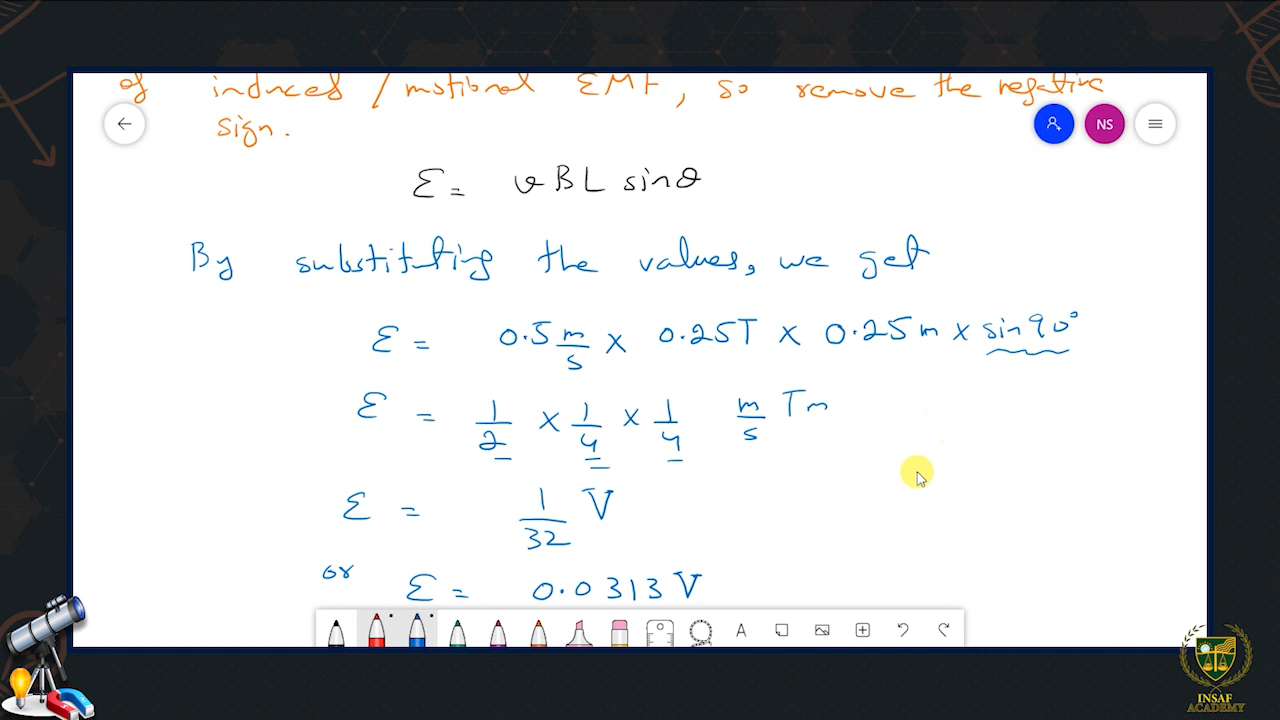 of induced / motional EMF, so remove the negative
sign.
NS
Ɛ = vBL sinθ
By substituting the values, we get
Ɛ = 0.5 m/s × 0.25T × 0.25m × sin90°
Ɛ = 1/2 × 1/4 × 1/4 m/s Tm
Ɛ = 1/32 V
or Ɛ = 0.0313 V
A
INSAF
ACADEMY